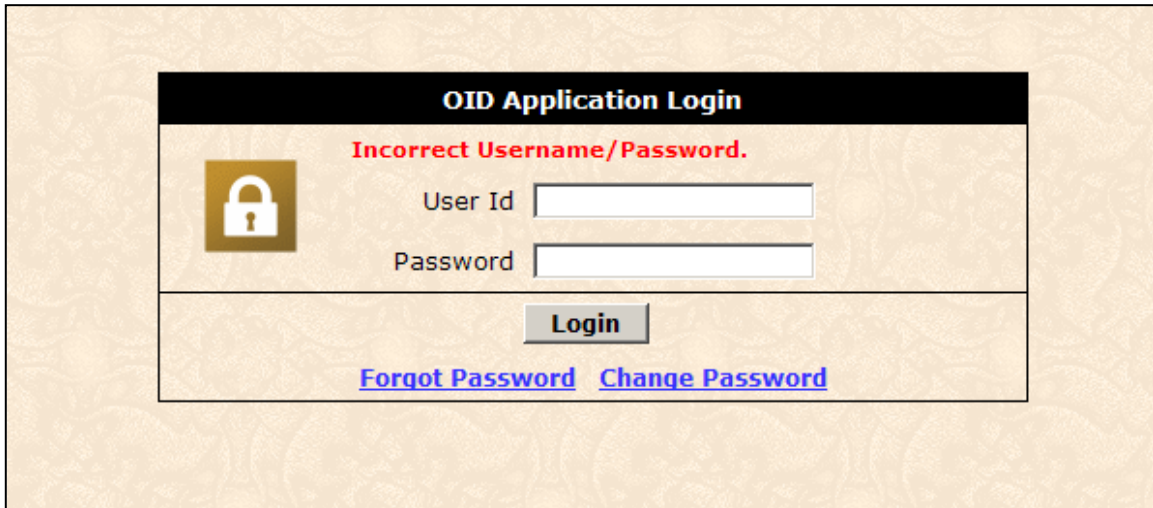 OID Application Login
Incorrect Username/Password.
User Id
Password
Login
Forgot Password Change Password